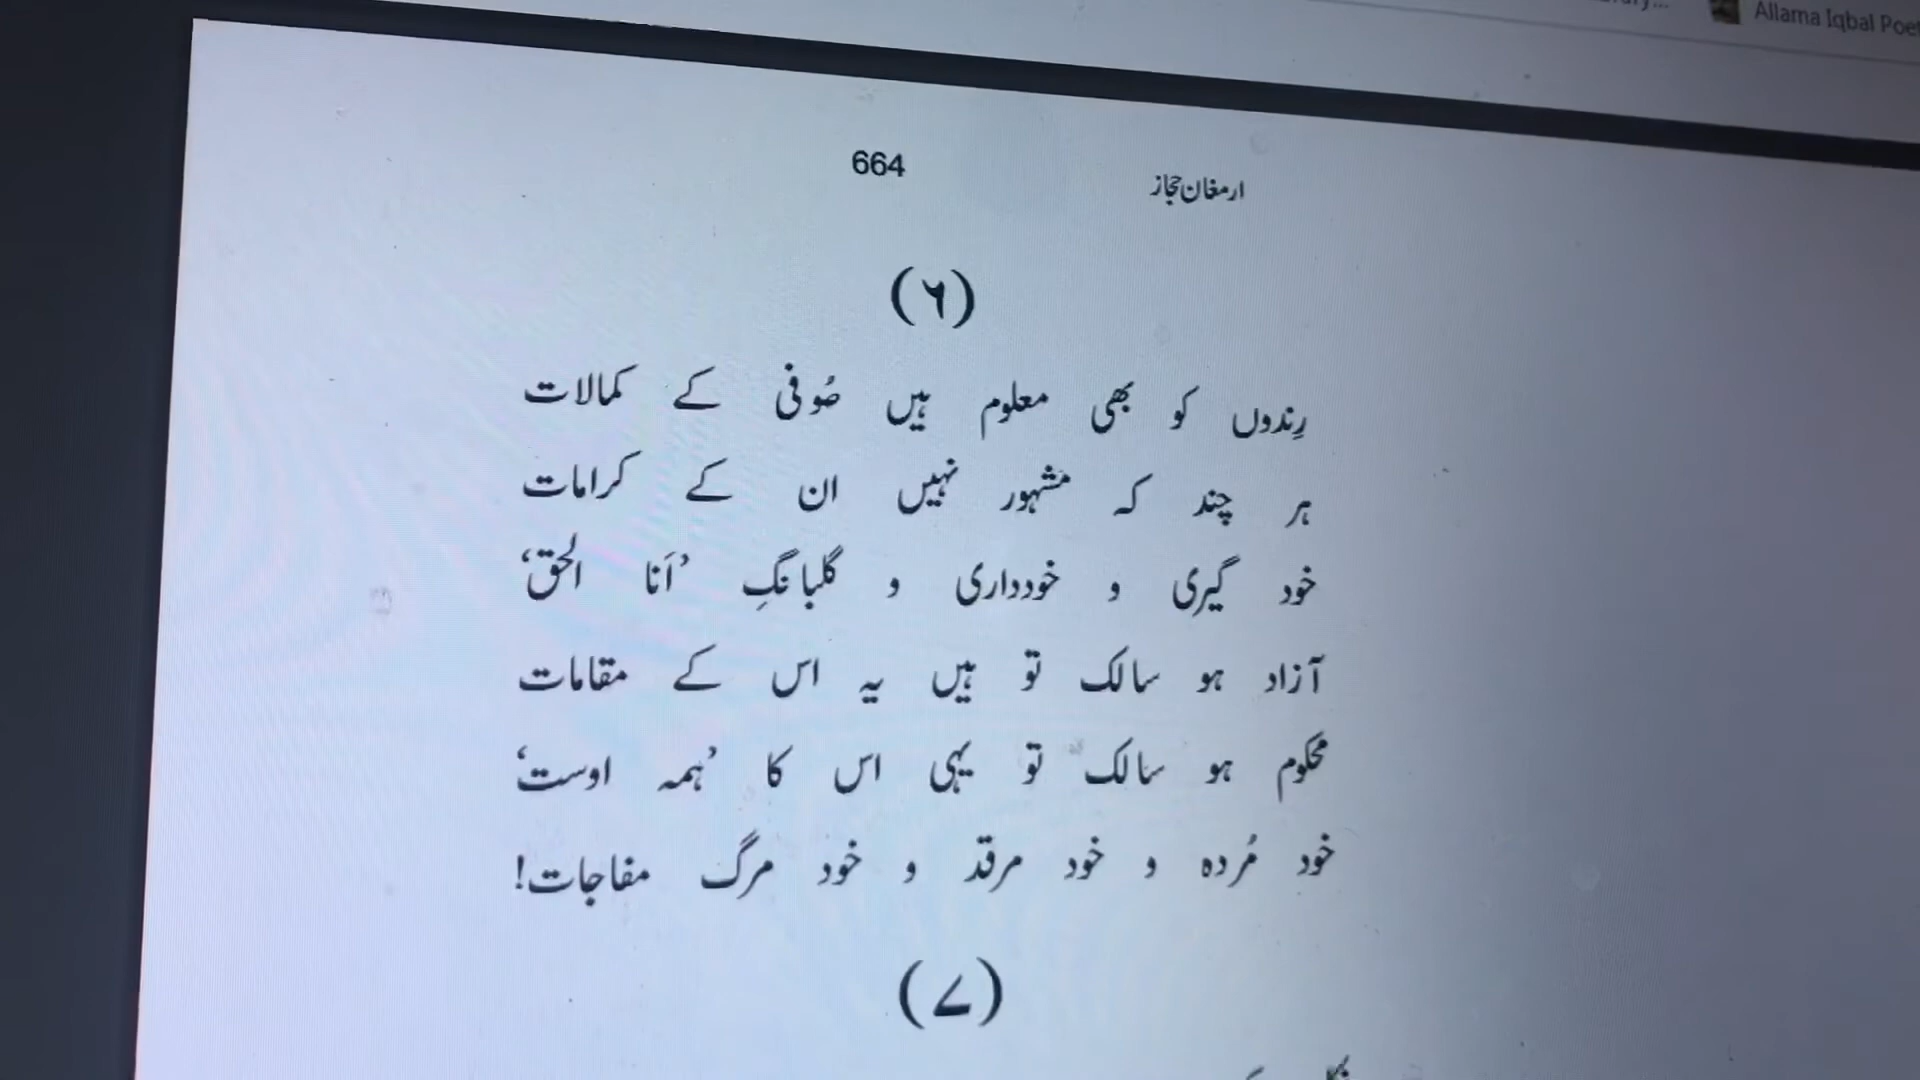 Allama Iqbal Poet
664
ارمغان حجاز
(۶)
رِندوں کو بھی معلوم ہیں صُوفی کے کمالات
ہر چند کہ مشہور نہیں ان کے کرامات
خود گیری و خودداری و گلبانگِ ’اَنا الحق‘
آزاد ہو سالک تو ہیں یہ اس کے مقامات
محکوم ہو سالک تو یہی اس کا ’ہمہ اوست‘
خود مُردہ و خود مرقد و خود مرگ مفاجات!
(۷)